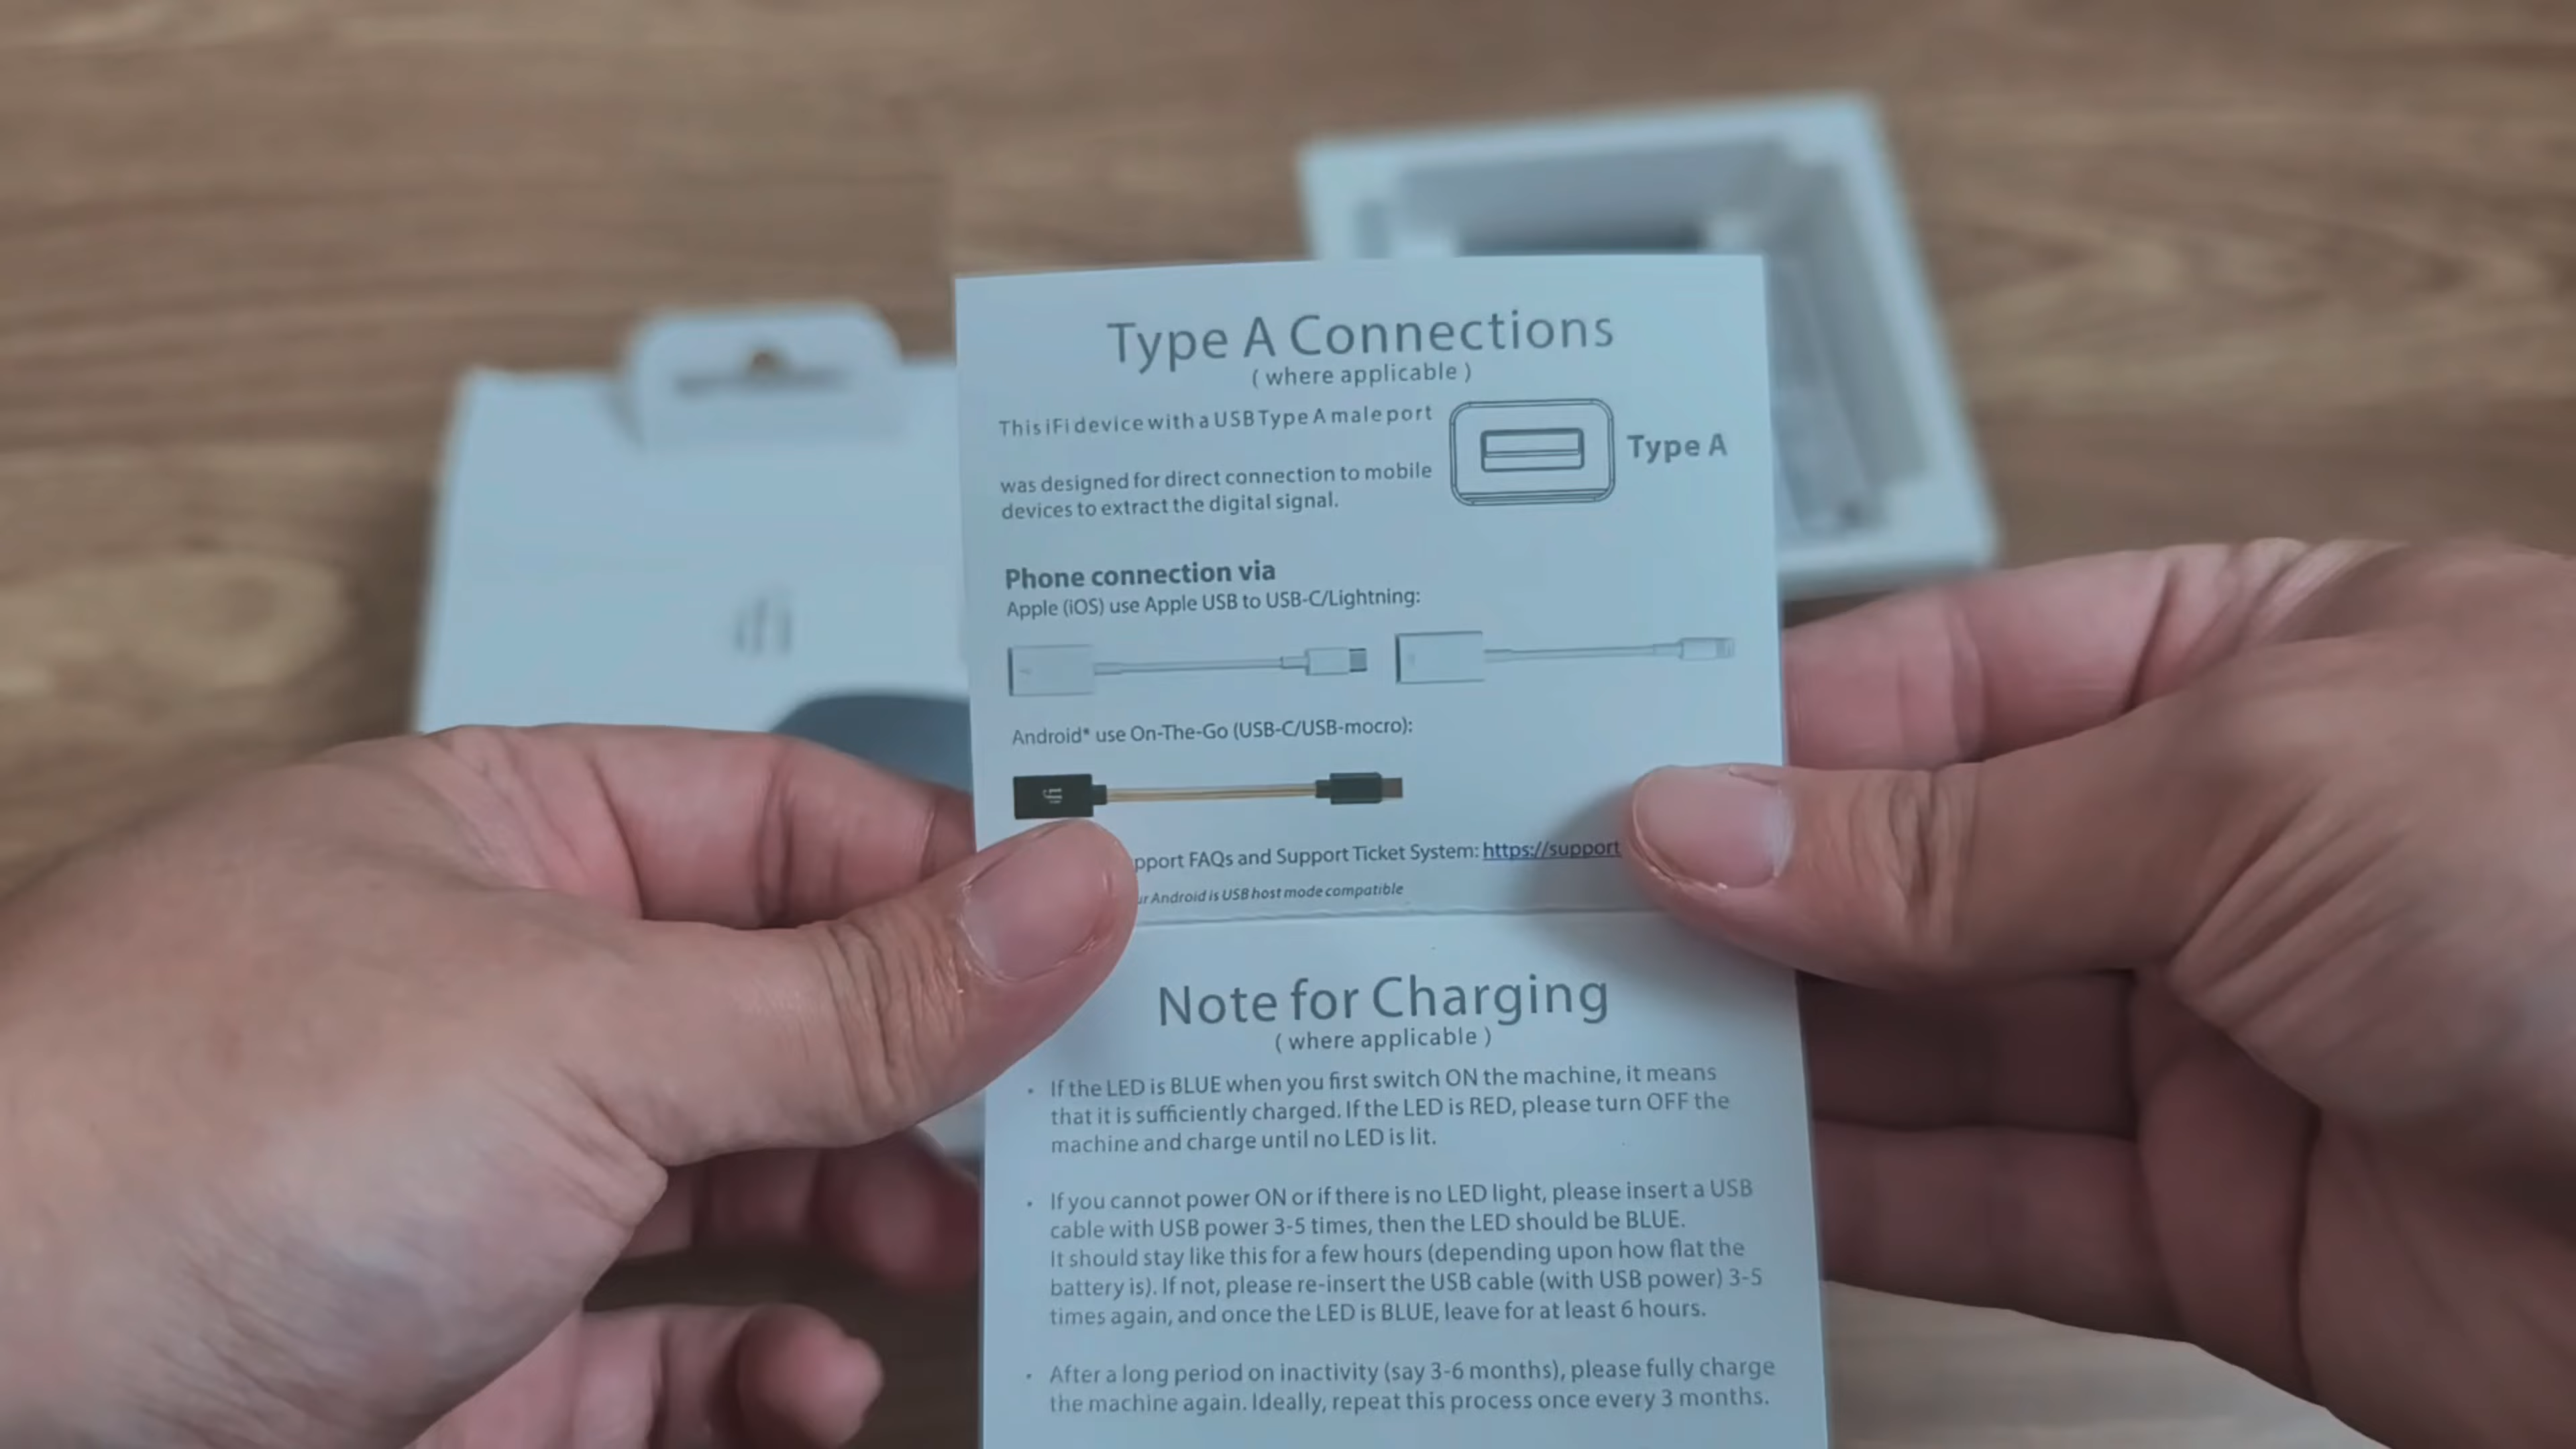 Type A Connections
( where applicable )
This iFi device with a USB Type A male port
Type A
was designed for direct connection to mobile
devices to extract the digital signal.
Phone connection via
Apple (iOS) use Apple USB to USB-C/Lightning:
Android* use On-The-Go (USB-C/USB-mocro):
iFi
FAQs and Support Ticket System: https://support
Android is USB host mode compatible
Note for Charging
( where applicable )
• If the LED is BLUE when you first switch ON the machine, it means
that it is sufficiently charged. If the LED is RED, please turn OFF the
machine and charge until no LED is lit.
• If you cannot power ON or if there is no LED light, please insert a USB
cable with USB power 3-5 times, then the LED should be BLUE.
It should stay like this for a few hours (depending upon how flat the
battery is). If not, please re-insert the USB cable (with USB power) 3-5
times again, and once the LED is BLUE, leave for at least 6 hours.
• After a long period on inactivity (say 3-6 months), please fully charge
the machine again. Ideally, repeat this process once every 3 months.
ifi